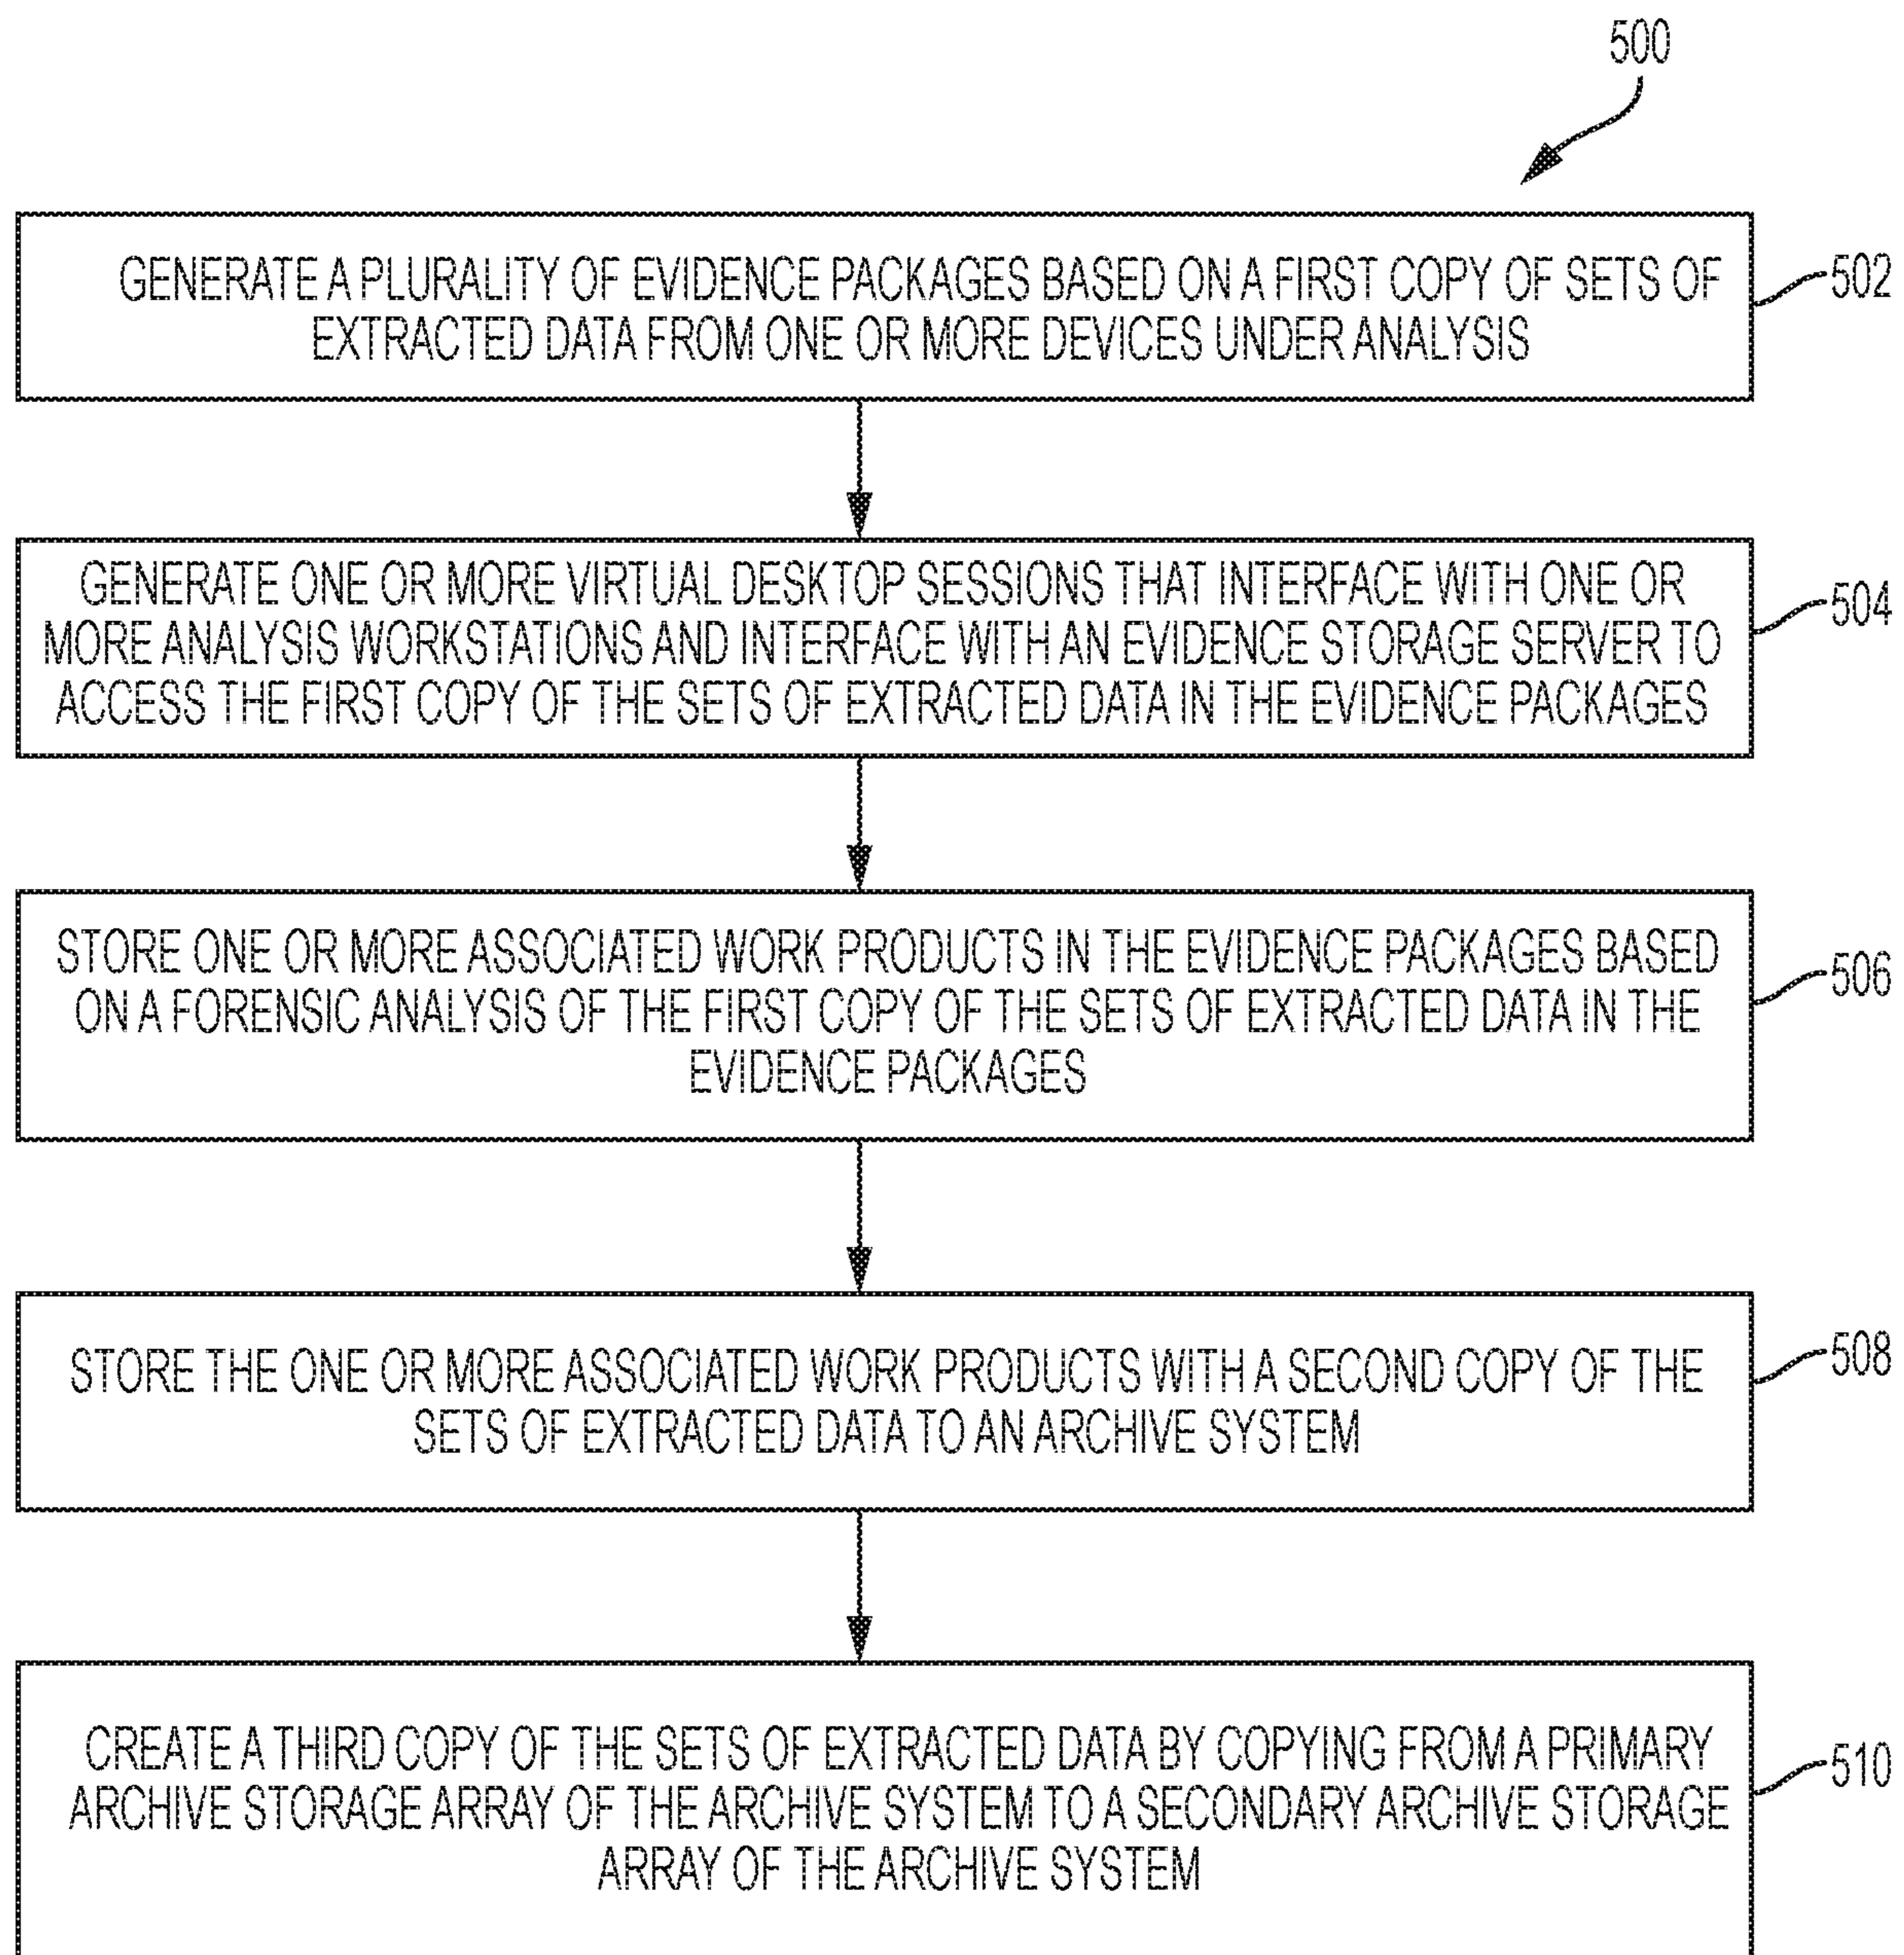 500
GENERATE A PLURALITY OF EVIDENCE PACKAGES BASED ON A FIRST COPY OF SETS OF
EXTRACTED DATA FROM ONE OR MORE DEVICES UNDER ANALYSIS
502
GENERATE ONE OR MORE VIRTUAL DESKTOP SESSIONS THAT INTERFACE WITH ONE OR
MORE ANALYSIS WORKSTATIONS AND INTERFACE WITH AN EVIDENCE STORAGE SERVER TO
ACCESS THE FIRST COPY OF THE SETS OF EXTRACTED DATA IN THE EVIDENCE PACKAGES
504
STORE ONE OR MORE ASSOCIATED WORK PRODUCTS IN THE EVIDENCE PACKAGES BASED
ON A FORENSIC ANALYSIS OF THE FIRST COPY OF THE SETS OF EXTRACTED DATA IN THE
EVIDENCE PACKAGES
506
STORE THE ONE OR MORE ASSOCIATED WORK PRODUCTS WITH A SECOND COPY OF THE
SETS OF EXTRACTED DATA TO AN ARCHIVE SYSTEM
508
CREATE A THIRD COPY OF THE SETS OF EXTRACTED DATA BY COPYING FROM A PRIMARY
ARCHIVE STORAGE ARRAY OF THE ARCHIVE SYSTEM TO A SECONDARY ARCHIVE STORAGE
ARRAY OF THE ARCHIVE SYSTEM
510